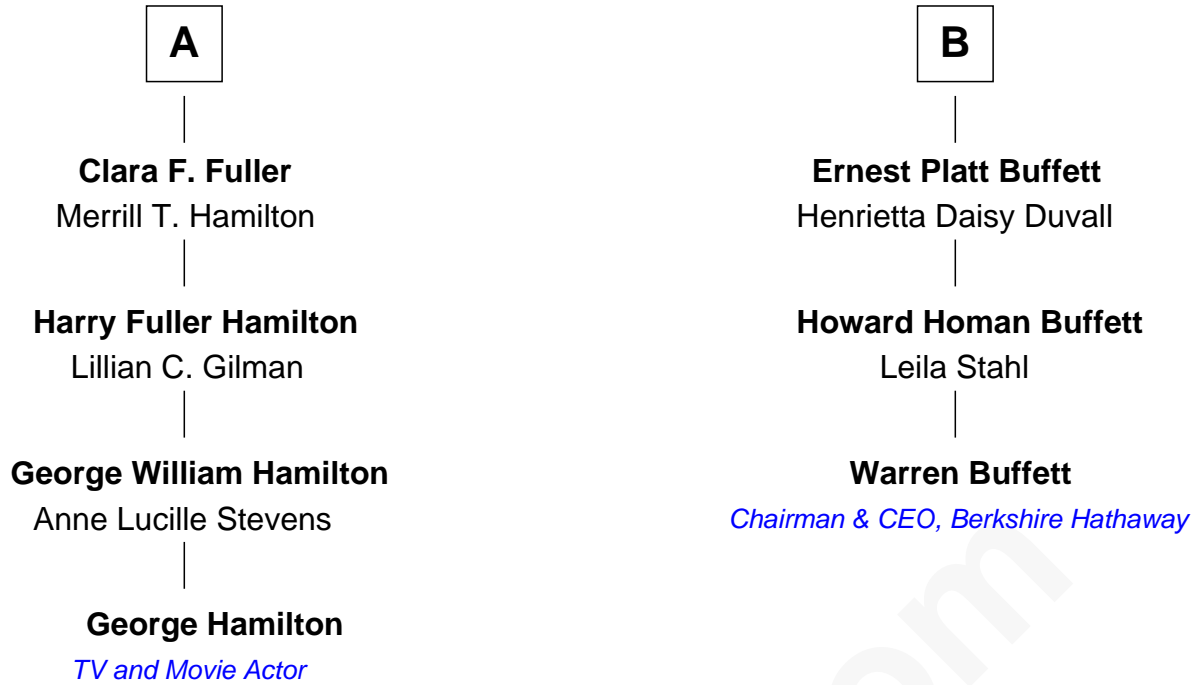 A
B
Clara F. Fuller
Merrill T. Hamilton
Ernest Platt Buffett
Henrietta Daisy Duvall
Harry Fuller Hamilton
Lillian C. Gilman
Howard Homan Buffett
Leila Stahl
George William Hamilton
Anne Lucille Stevens
Warren Buffett
Chairman & CEO, Berkshire Hathaway
George Hamilton
TV and Movie Actor